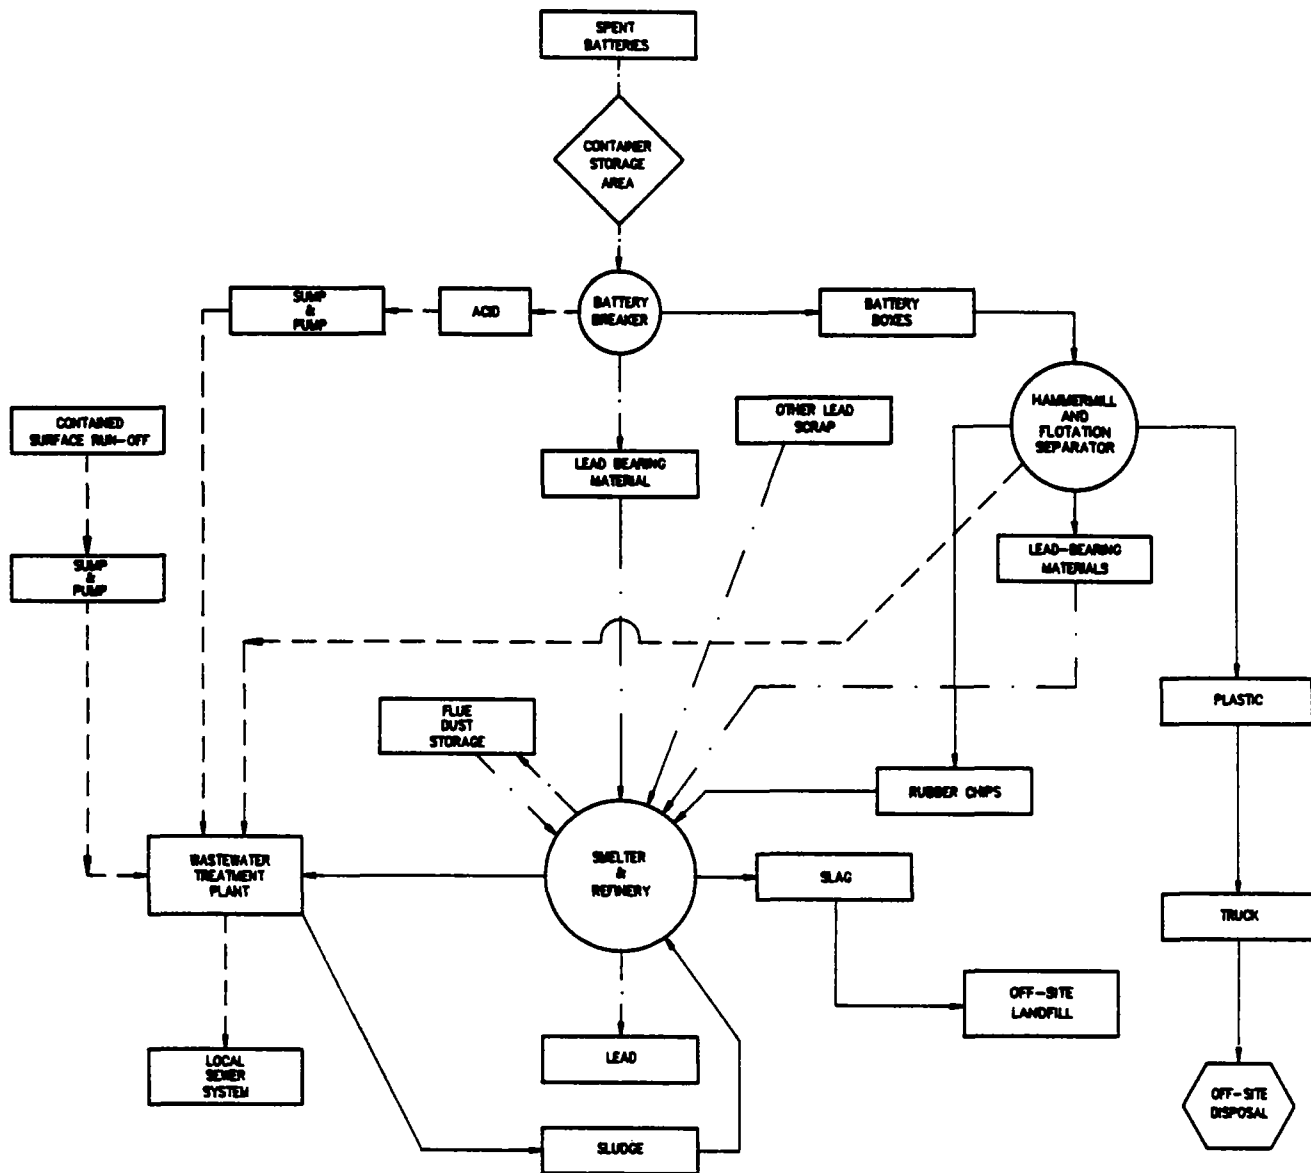 SPENT
BATTERIES
CONTAINER
STORAGE
AREA
SUMP
&
PUMP
ACID
BATTERY
BREAKER
BATTERY
BOXES
CONTAINED
SURFACE RUN-OFF
OTHER LEAD
SCRAP
HAMMERMILL
AND
FLOTATION
SEPARATOR
LEAD BEARING
MATERIAL
SUMP
&
PUMP
LEAD-BEARING
MATERIALS
FLUE
DUST
STORAGE
PLASTIC
RUBBER CHIPS
WASTEWATER
TREATMENT
PLANT
SMELTER
&
REFINERY
SLAG
TRUCK
OFF-SITE
LANDFILL
LOCAL
SEWER
SYSTEM
LEAD
OFF-SITE
DISPOSAL
SLUDGE